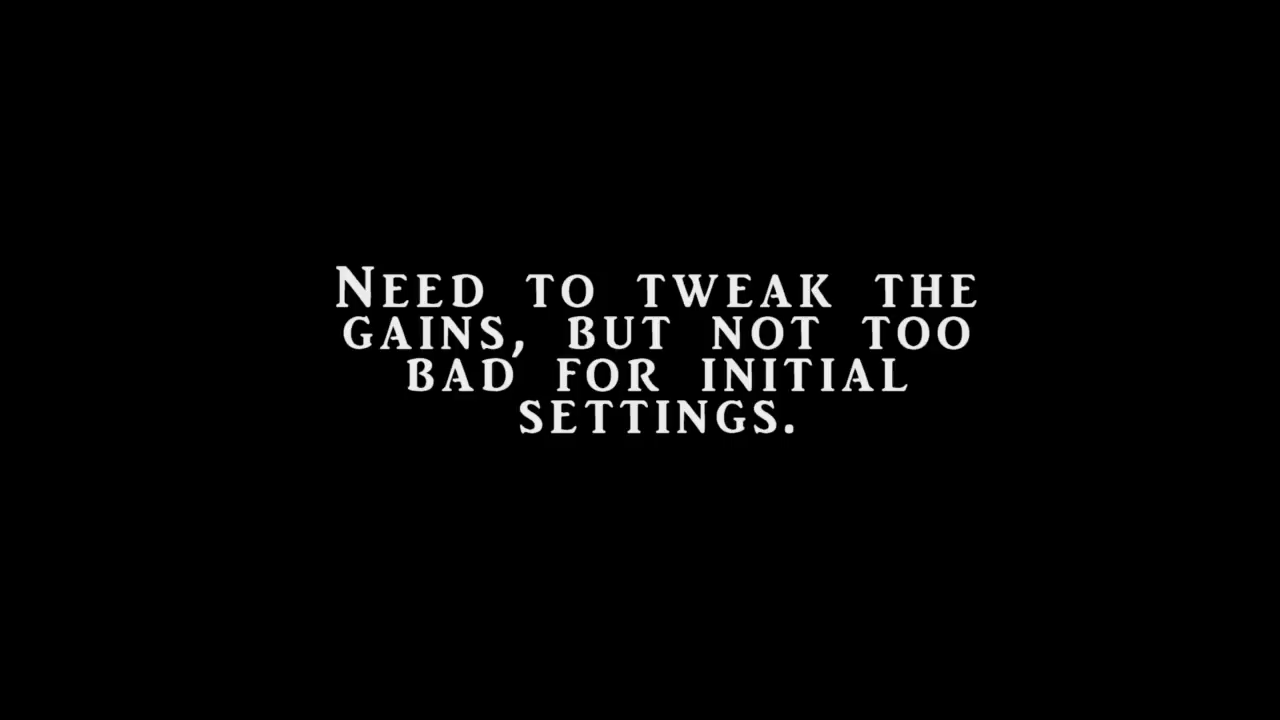 Need to tweak the
gains, but not too
bad for initial
settings.